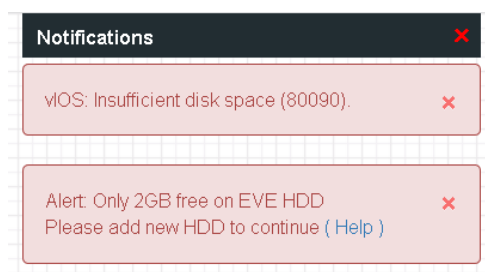 Notifications
vIOS: Insufficient disk space (80090).
Alert: Only 2GB free on EVE HDD
Please add new HDD to continue ( Help )